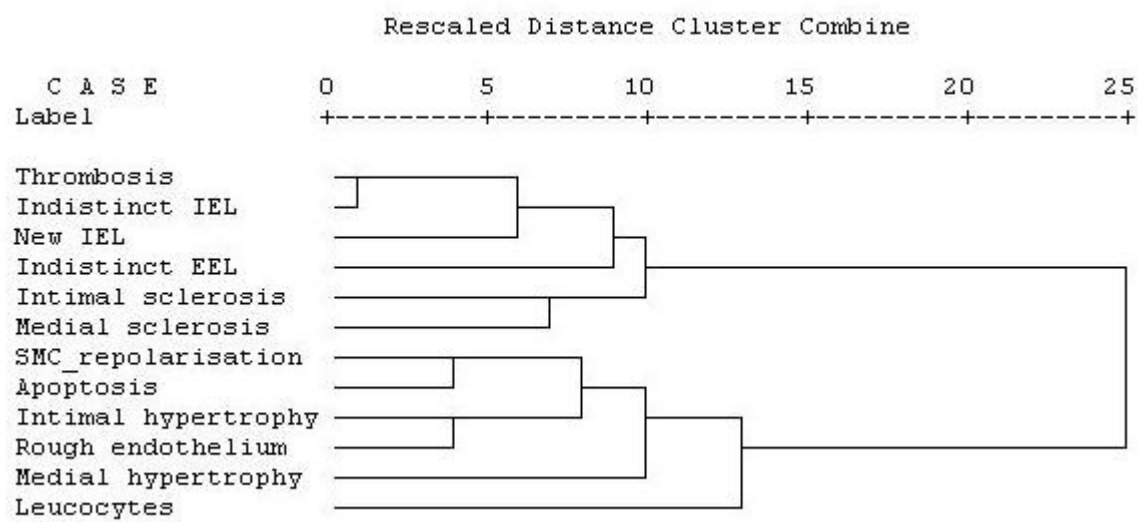 Rescaled Distance Cluster Combine
C A S E 0 5 10 15 20 25
Label +---------+---------+---------+---------+---------+
Thrombosis
Indistinct IEL
New IEL
Indistinct EEL
Intimal sclerosis
Medial sclerosis
SMC_repolarisation
Apoptosis
Intimal hypertrophy
Rough endothelium
Medial hypertrophy
Leucocytes